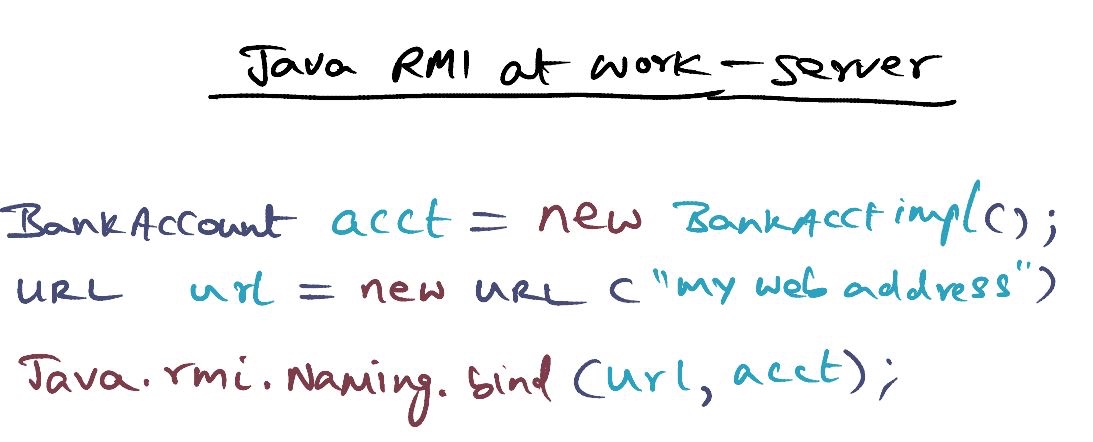 Java RMI at work - server
BankAccount acct = new BankAcctimpl();
URL url = new URL ("my web address")
Java.rmi.Naming.bind (url, acct);